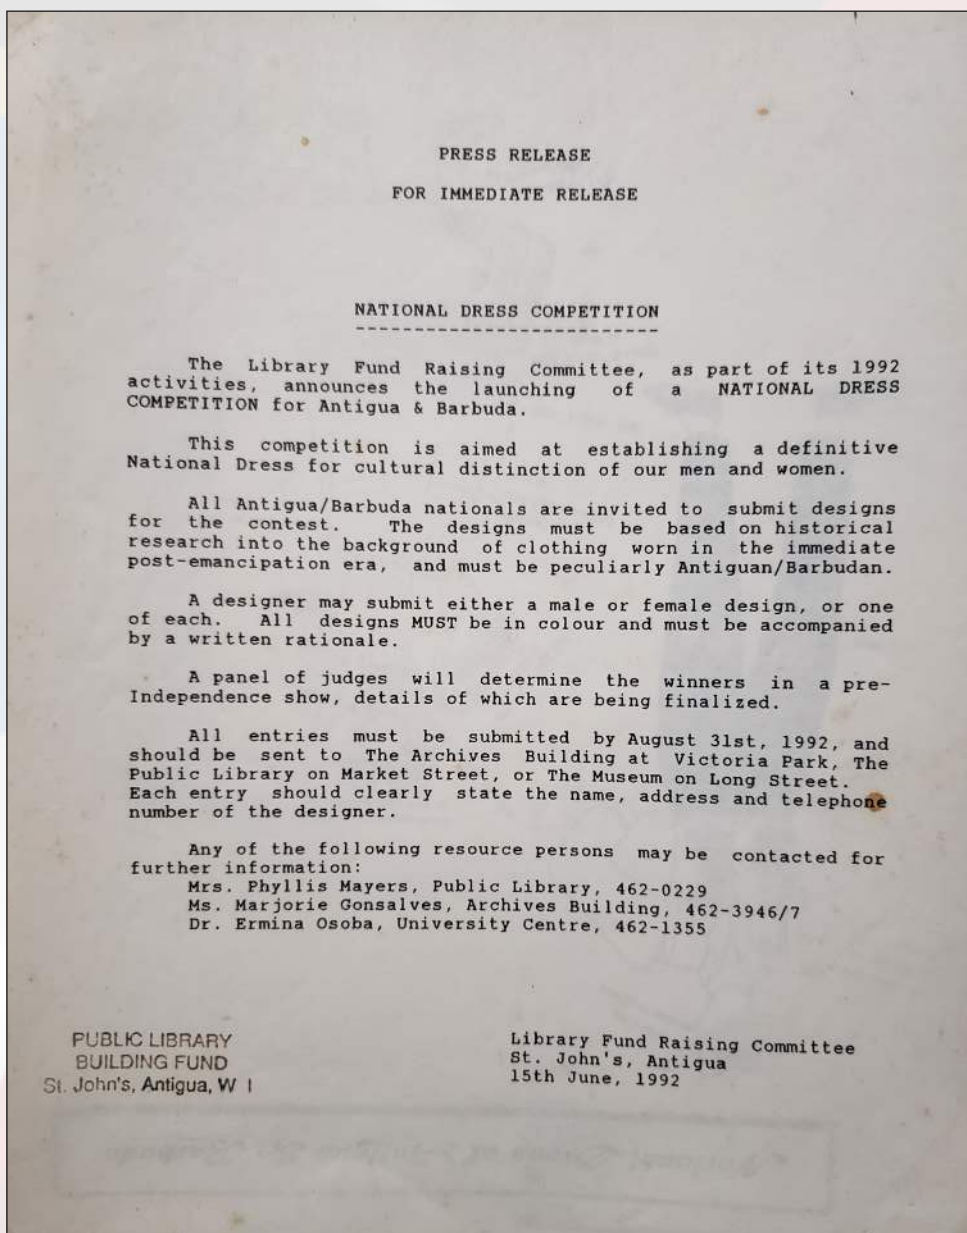 PRESS RELEASE
FOR IMMEDIATE RELEASE
NATIONAL DRESS COMPETITION
The Library Fund Raising Committee, as part of its 1992
activities, announces the launching of a NATIONAL DRESS
COMPETITION for Antigua & Barbuda.
This competition is aimed at establishing a definitive
National Dress for cultural distinction of our men and women.
All Antigua/Barbuda nationals are invited to submit designs
for the contest. The designs must be based on historical
research into the background of clothing worn in the immediate
post-emancipation era, and must be peculiarly Antiguan/Barbudan.
A designer may submit either a male or female design, or one
of each. All designs MUST be in colour and must be accompanied
by a written rationale.
A panel of judges will determine the winners in a pre-
Independence show, details of which are being finalized.
All entries must be submitted by August 31st, 1992, and
should be sent to The Archives Building at Victoria Park, The
Public Library on Market Street, or The Museum on Long Street.
Each entry should clearly state the name, address and telephone
number of the designer.
Any of the following resource persons may be contacted for
further information:
Mrs. Phyllis Mayers, Public Library, 462-0229
Ms. Marjorie Gonsalves, Archives Building, 462-3946/7
Dr. Ermina Osoba, University Centre, 462-1355
PUBLIC LIBRARY
BUILDING FUND
St. John's, Antigua, W I
Library Fund Raising Committee
St. John's, Antigua
15th June, 1992